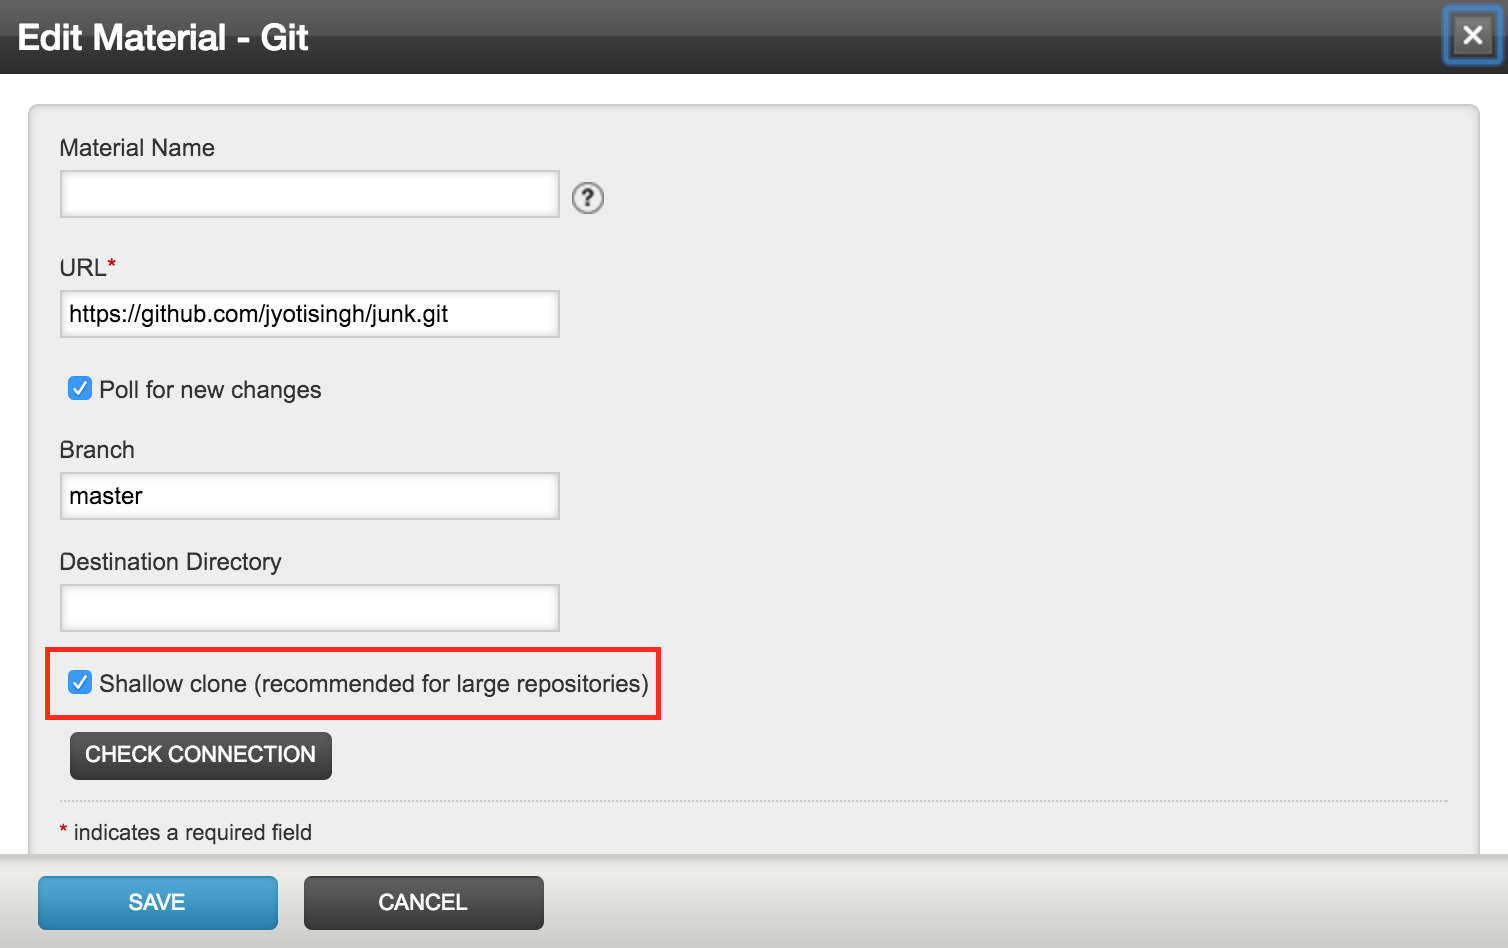 Edit Material - Git
Material Name
?
URL*
https://github.com/jyotisingh/junk.git
Poll for new changes
Branch
master
Destination Directory
Shallow clone (recommended for large repositories)
CHECK CONNECTION
* indicates a required field
SAVE
CANCEL